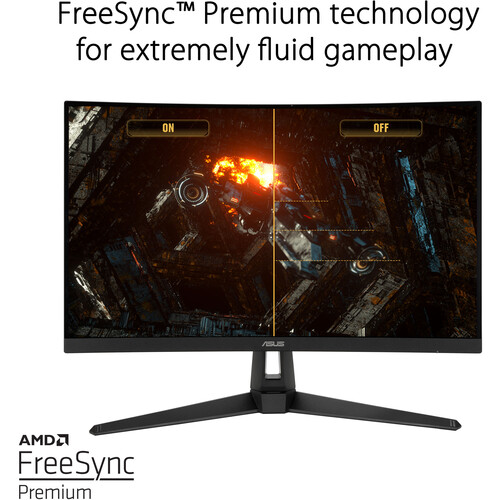 FreeSync™ Premium technology
for extremely fluid gameplay
ON
OFF
ASUS
AMD
FreeSync
Premium